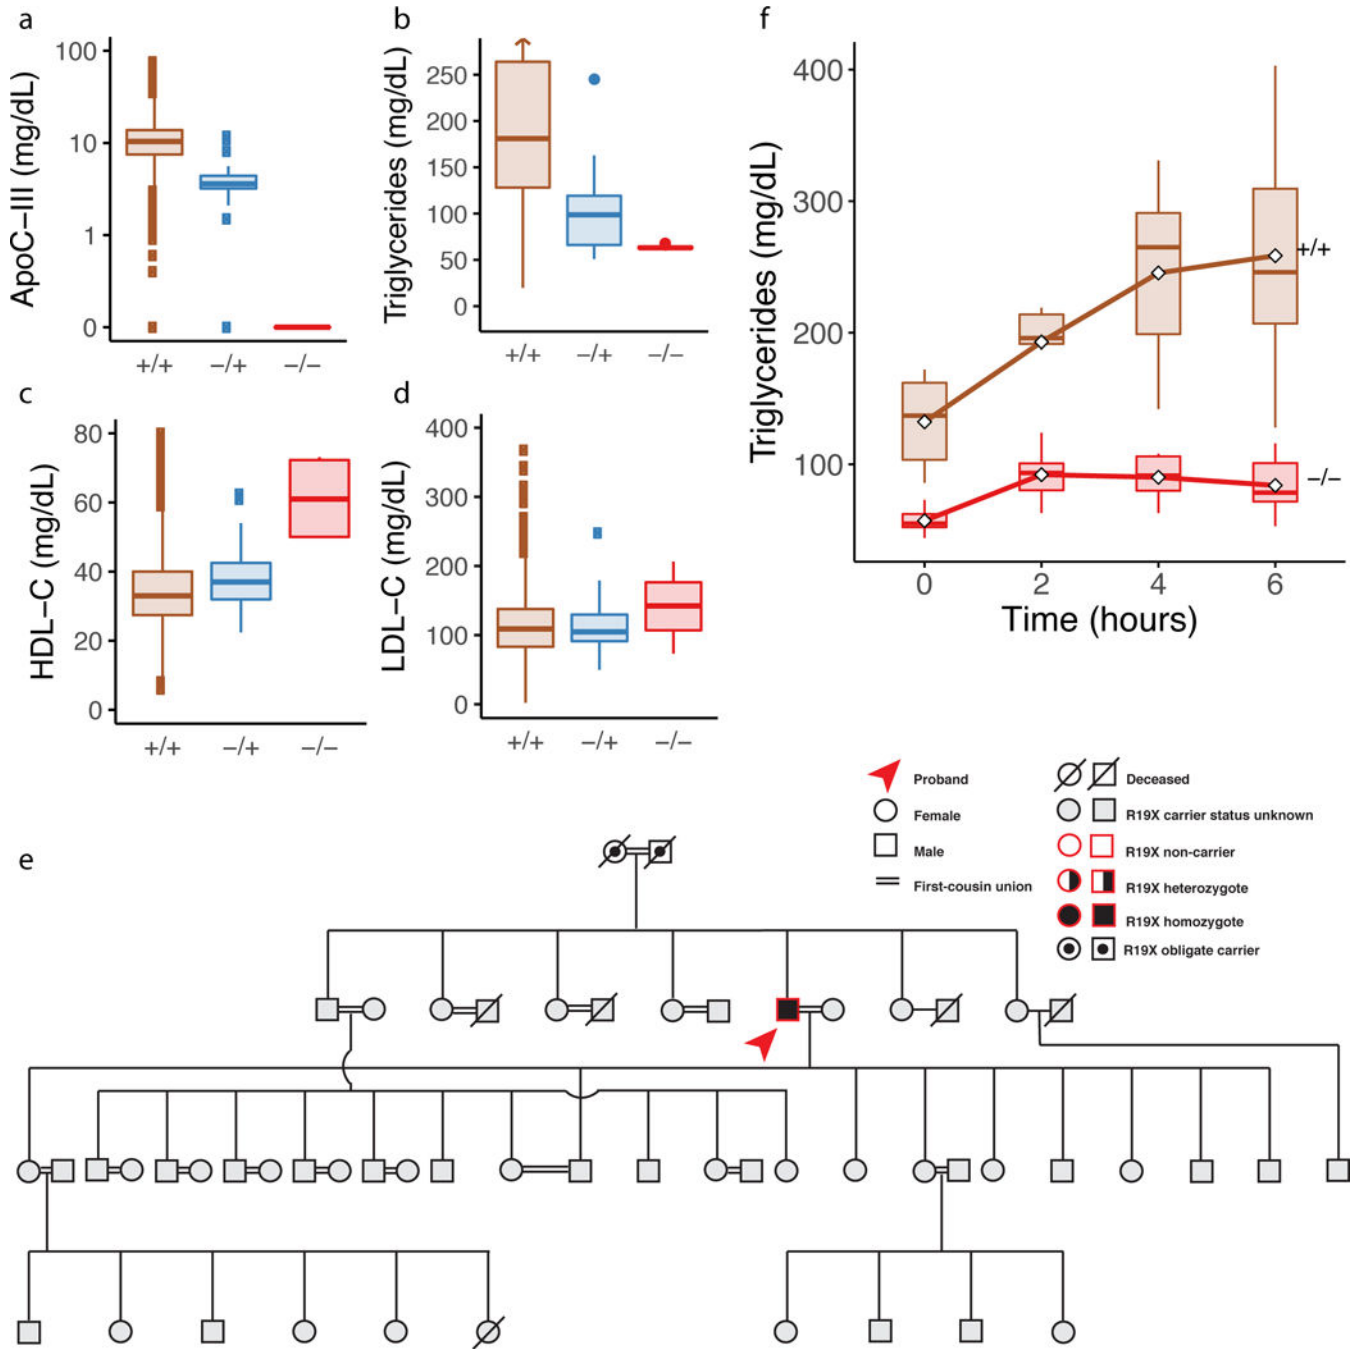 a
ApoC−III (mg/dL)
100
10
1
0
+/+ −/+ −/−
b
Triglycerides (mg/dL)
250
200
150
100
50
0
+/+ −/+ −/−
c
HDL−C (mg/dL)
80
60
40
20
0
+/+ −/+ −/−
d
LDL−C (mg/dL)
400
300
200
100
0
+/+ −/+ −/−
f
Triglycerides (mg/dL)
400
300
200
100
+/+
−/−
0 2 4 6
Time (hours)
e
Proband
Female
Male
First-cousin union
Deceased
R19X carrier status unknown
R19X non-carrier
R19X heterozygote
R19X homozygote
R19X obligate carrier